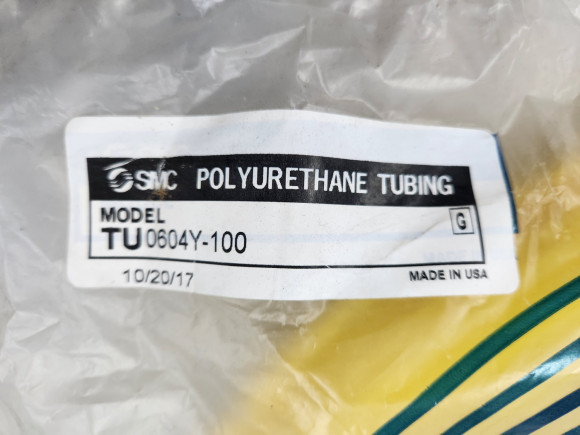 SMC POLYURETHANE TUBING
MODEL
G
TU0604Y-100
10/20/17
MADE IN USA